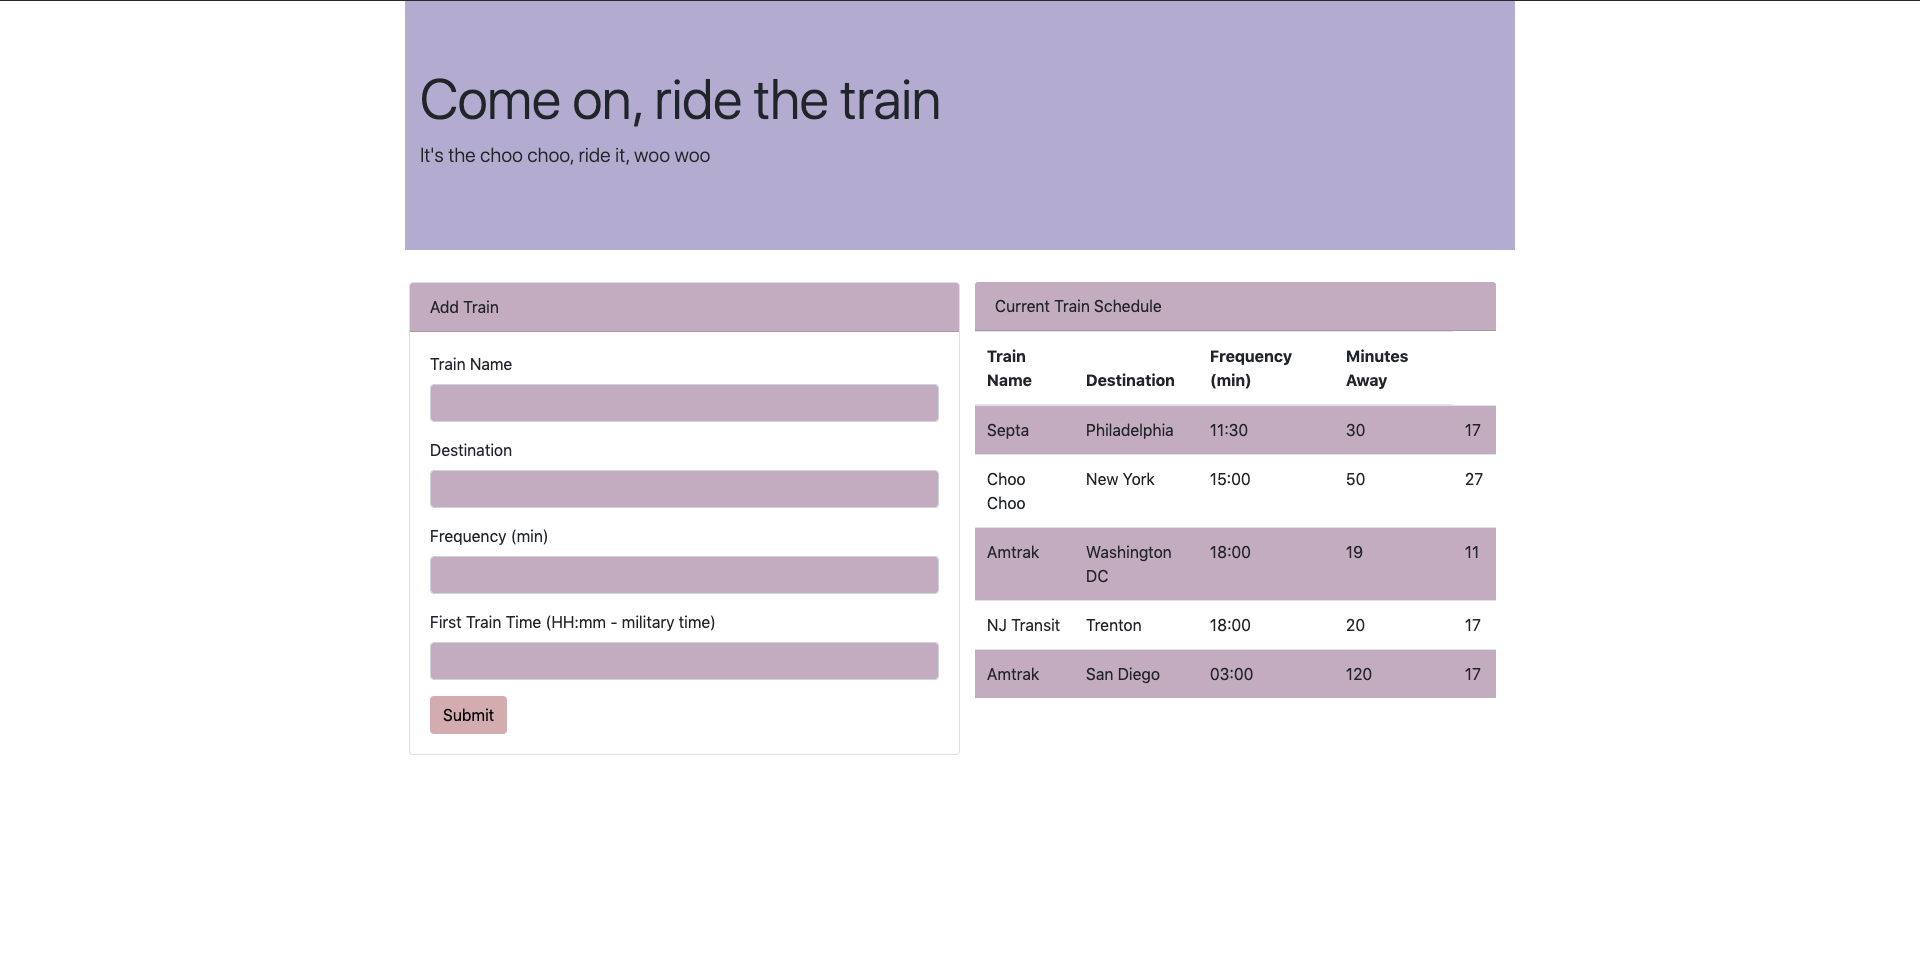 Come on, ride the train
It's the choo choo, ride it, woo woo
Add Train
Train Name
Destination
Frequency (min)
First Train Time (HH:mm - military time)
Submit
Current Train Schedule
Train Name Destination Frequency (min) Minutes Away
Septa Philadelphia 11:30 30 17
Choo Choo New York 15:00 50 27
Amtrak Washington DC 18:00 19 11
NJ Transit Trenton 18:00 20 17
Amtrak San Diego 03:00 120 17